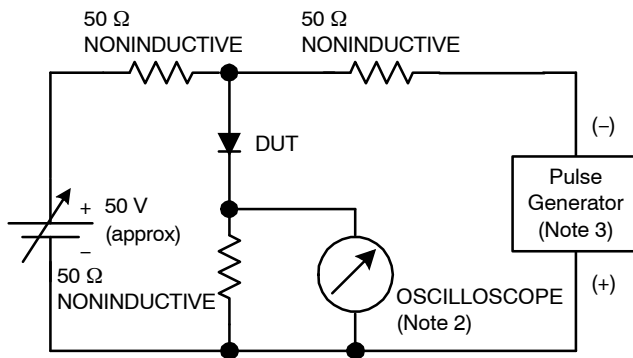 50 Ω
NONINDUCTIVE
50 Ω
NONINDUCTIVE
DUT
(–)
Pulse
Generator
(Note 3)
(+)
+
50 V
(approx)
–
50 Ω
NONINDUCTIVE
OSCILLOSCOPE
(Note 2)